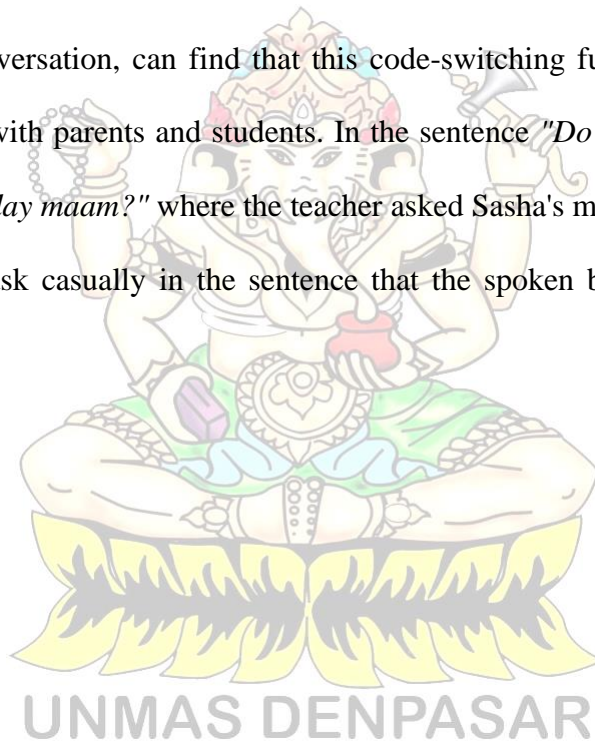 versation, can find that this code-switching fu
with parents and students. In the sentence "Do
lay maam?" where the teacher asked Sasha's m
sk casually in the sentence that the spoken b
UNMAS DENPASAR